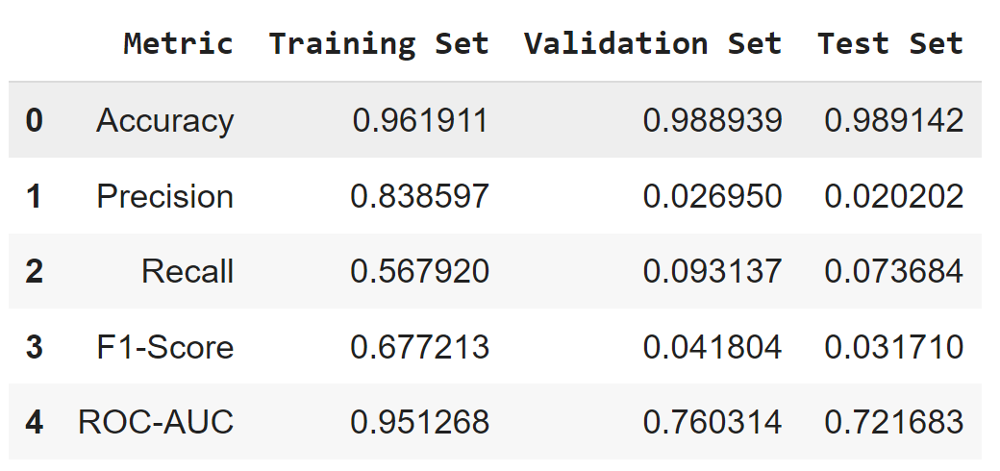 Metric Training Set Validation Set Test Set
0 Accuracy 0.961911 0.988939 0.989142
1 Precision 0.838597 0.026950 0.020202
2 Recall 0.567920 0.093137 0.073684
3 F1-Score 0.677213 0.041804 0.031710
4 ROC-AUC 0.951268 0.760314 0.721683